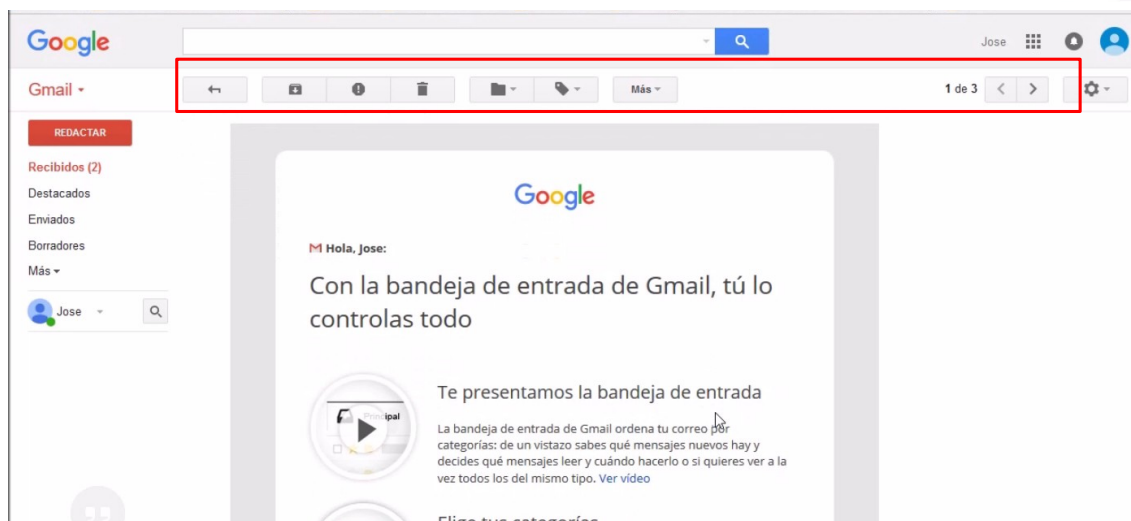 Google
Jose
Gmail
Más
1 de 3
REDACTAR
Recibidos (2)
Destacados
Enviados
Borradores
Más
Jose
Google
Hola, Jose:
Con la bandeja de entrada de Gmail, tú lo
controlas todo
Principal
Te presentamos la bandeja de entrada
La bandeja de entrada de Gmail ordena tu correo por
categorías: de un vistazo sabes qué mensajes nuevos hay y
decides qué mensajes leer y cuándo hacerlo o si quieres ver a la
vez todos los del mismo tipo. Ver vídeo
Elige tus categorías